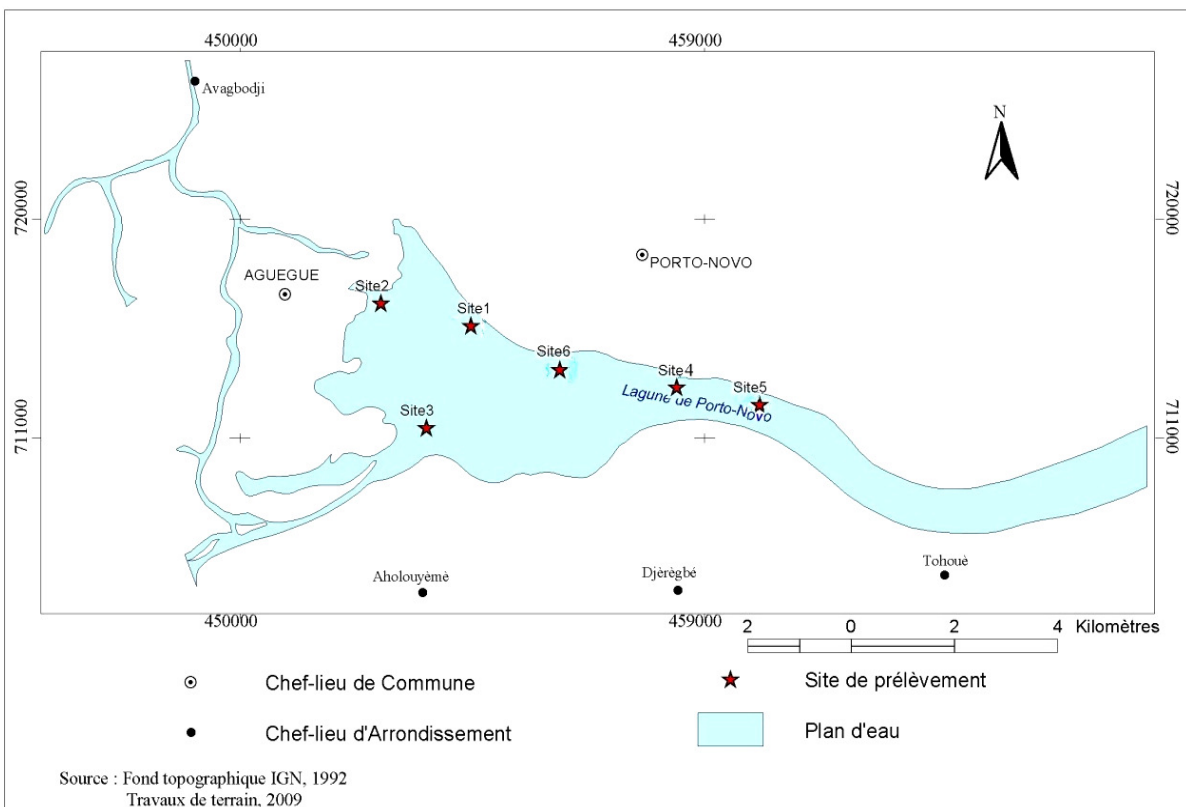 450000
459000
Avagbodji
N
720000
720000
PORTO-NOVO
AGUEGUE
Site2
Site1
Site6
Site4
Site5
Lagune de Porto-Novo
Site3
711000
711000
Aholouyèmè
Djèrègbé
Tohouè
450000
459000
2 0 2 4 Kilomètres
Chef-lieu de Commune
Site de prélèvement
Chef-lieu d'Arrondissement
Plan d'eau
Source : Fond topographique IGN, 1992
Travaux de terrain, 2009